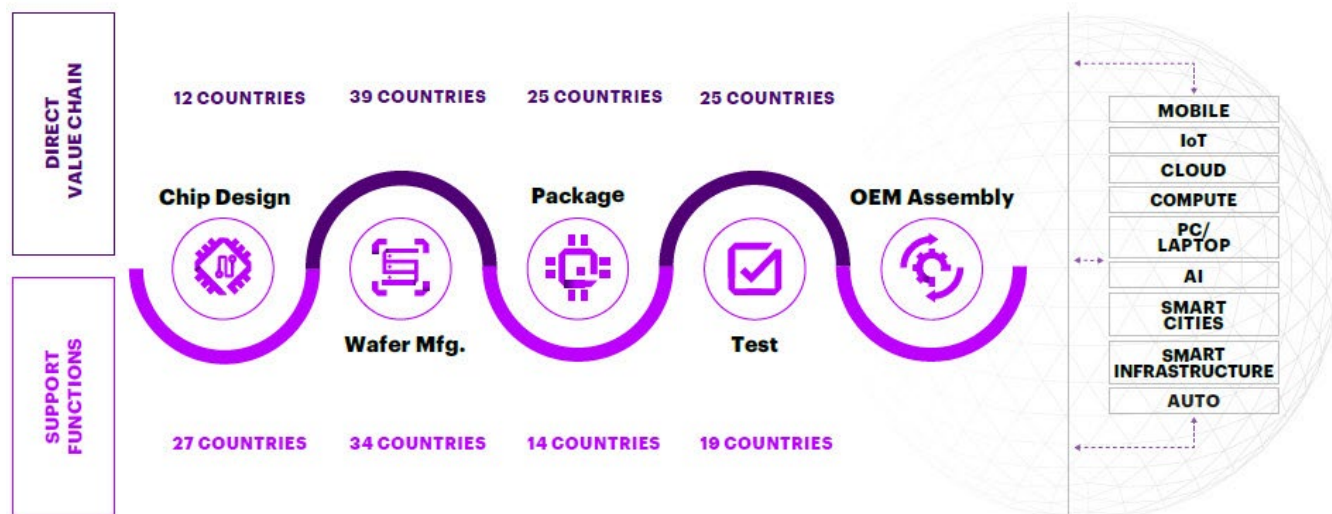 DIRECT
VALUE CHAIN
12 COUNTRIES
39 COUNTRIES
25 COUNTRIES
25 COUNTRIES
Chip Design
Package
OEM Assembly
Wafer Mfg.
Test
SUPPORT
FUNCTIONS
27 COUNTRIES
34 COUNTRIES
14 COUNTRIES
19 COUNTRIES
MOBILE
IoT
CLOUD
COMPUTE
PC/
LAPTOP
AI
SMART
CITIES
SMART
INFRASTRUCTURE
AUTO